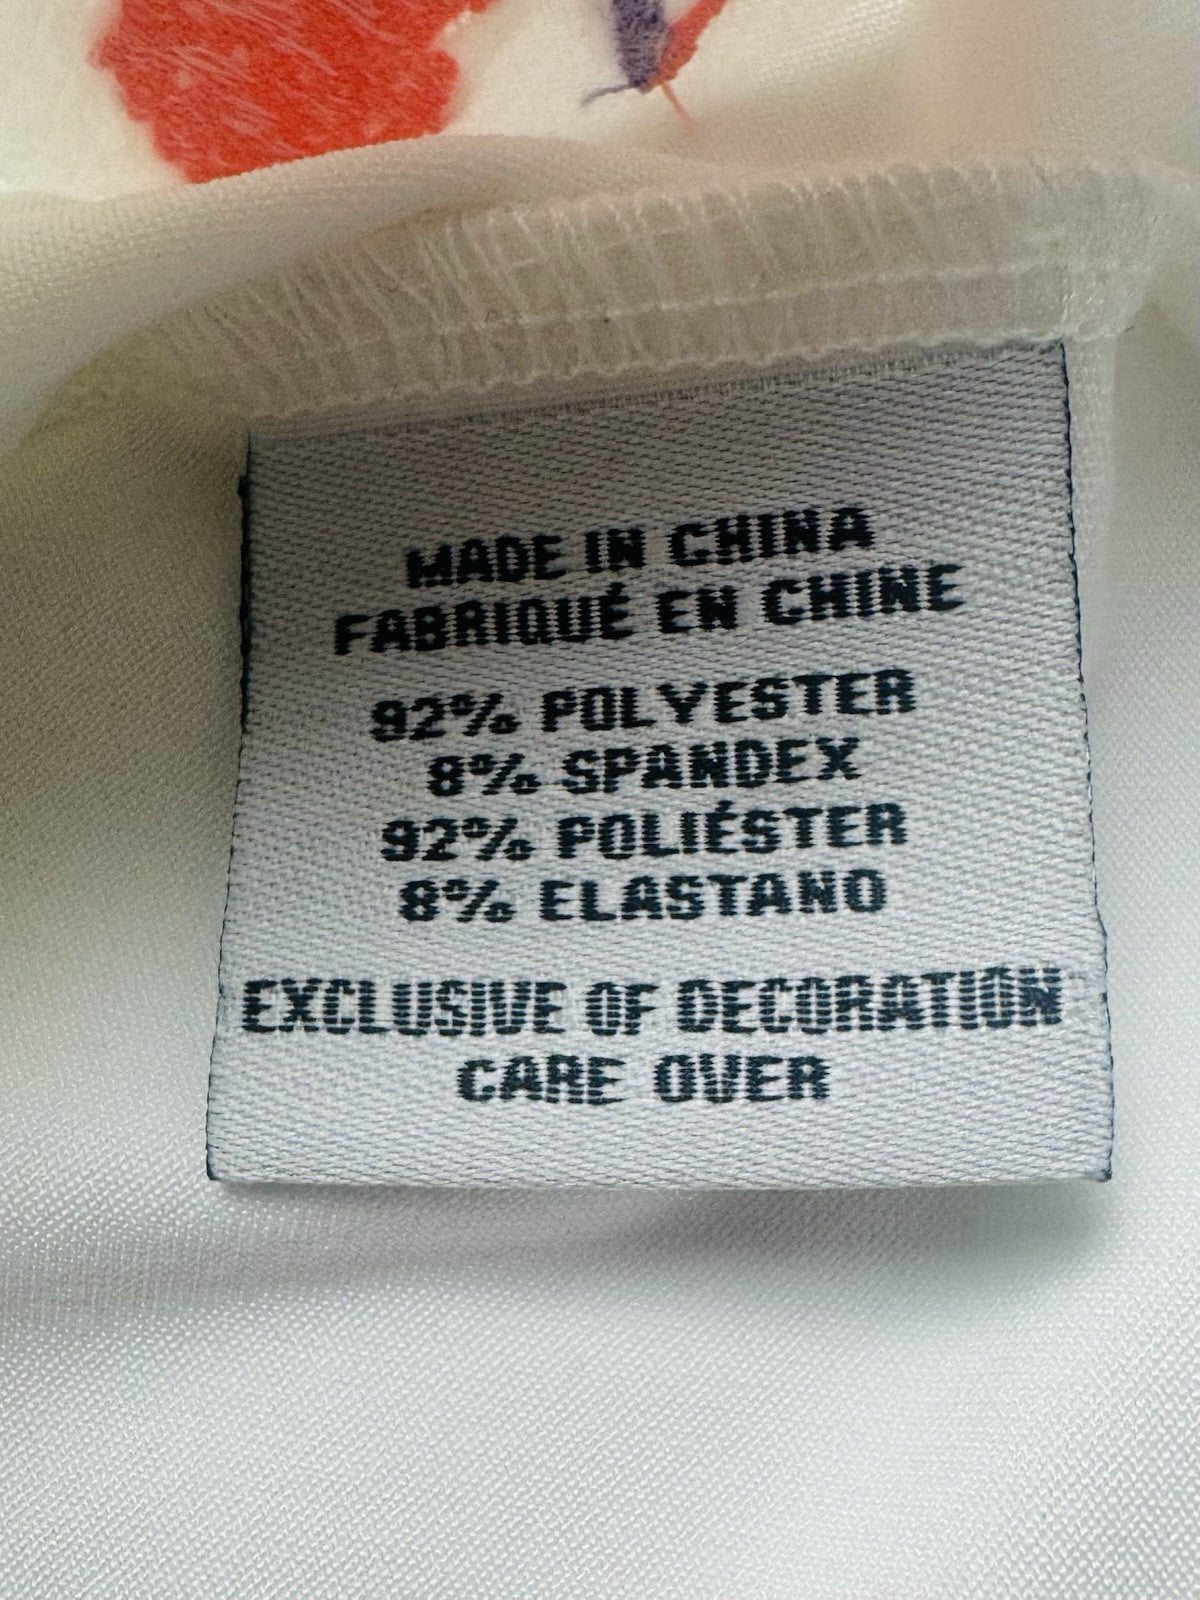 MADE IN CHINA
FABRIQUÉ EN CHINE
92% POLYESTER
8% SPANDEX
92% POLIÉSTER
8% ELASTANO
EXCLUSIVE OF DECORATION
CARE OVER